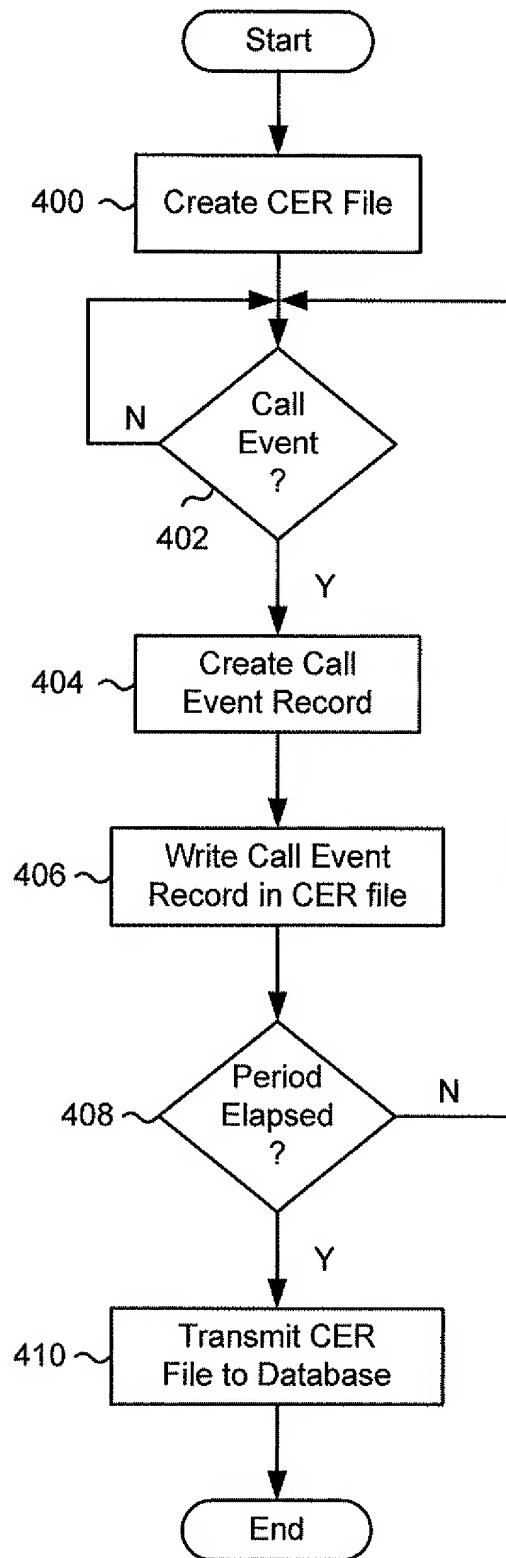 Start
400
Create CER File
Call
Event
?
N
402
Y
404
Create Call
Event Record
406
Write Call Event
Record in CER file
408
Period
Elapsed
?
N
Y
410
Transmit CER
File to Database
End